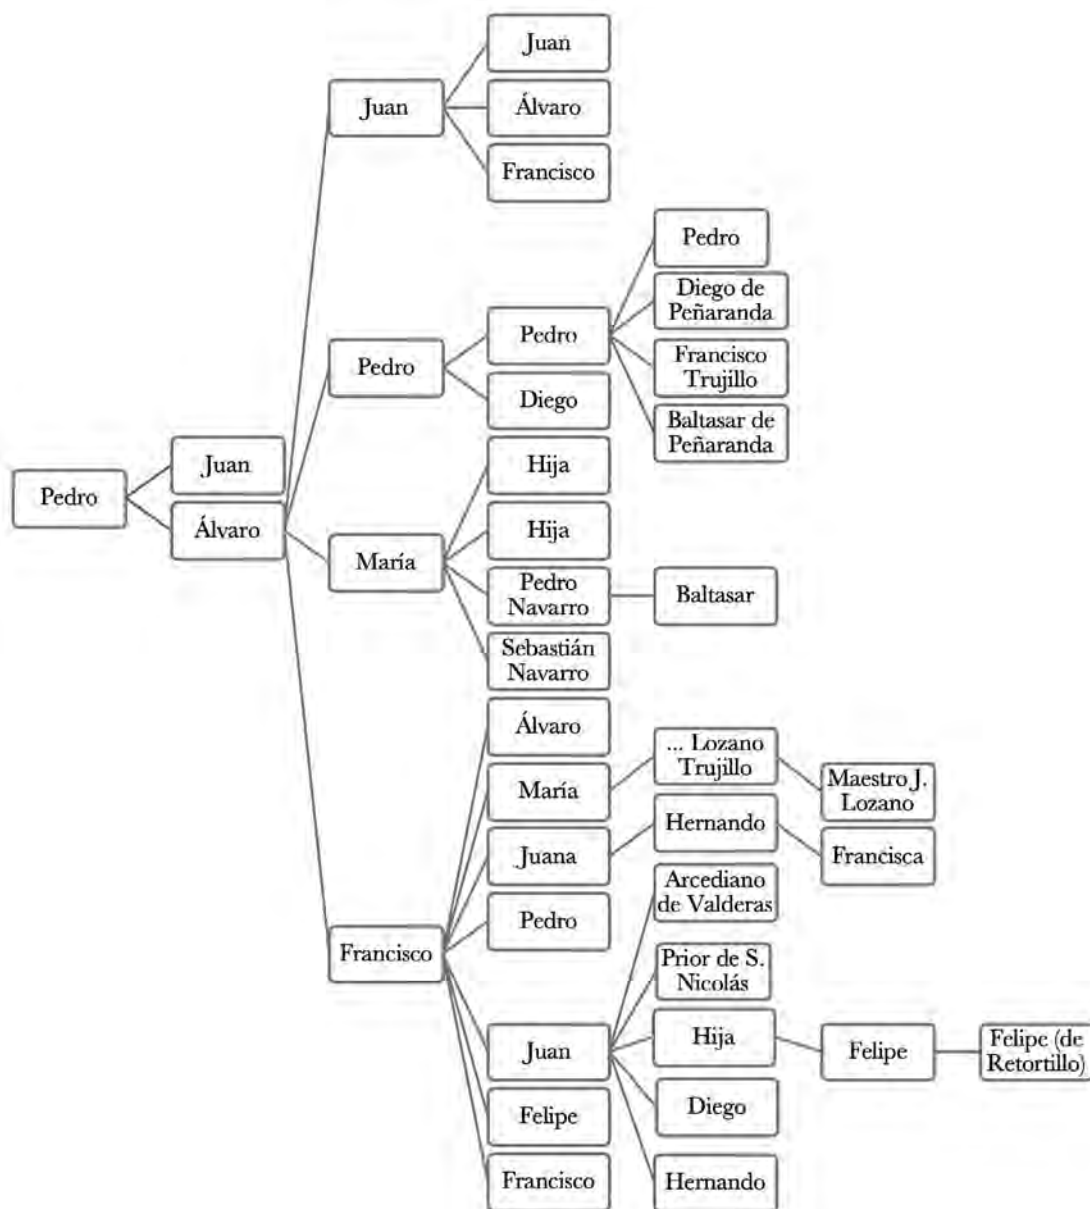 Juan
Juan
Álvaro
Francisco
Pedro
Diego de
Peñaranda
Pedro
Francisco
Trujillo
Pedro
Diego
Baltasar de
Peñaranda
Juan
Hija
Pedro
Álvaro
Hija
María
Pedro
Navarro
Baltasar
Sebastián
Navarro
Álvaro
... Lozano
Trujillo
María
Maestro J.
Lozano
Hernando
Juana
Francisca
Arcediano
de Valderas
Pedro
Francisco
Prior de S.
Nicolás
Juan
Hija
Felipe
Felipe (de
Retortillo)
Diego
Felipe
Francisco
Hernando